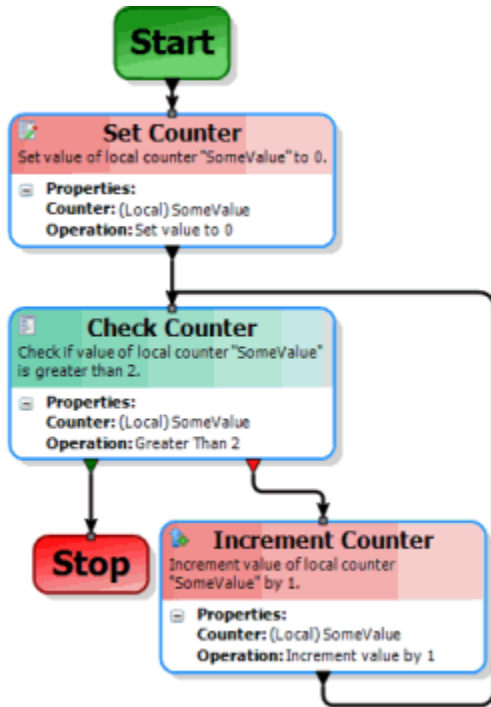 Start
Set Counter
Set value of local counter "SomeValue" to 0.
Properties:
Counter: (Local) SomeValue
Operation: Set value to 0
Check Counter
Check if value of local counter "SomeValue"
is greater than 2.
Properties:
Counter: (Local) SomeValue
Operation: Greater Than 2
Stop
Increment Counter
Increment value of local counter
"SomeValue" by 1.
Properties:
Counter: (Local) SomeValue
Operation: Increment value by 1